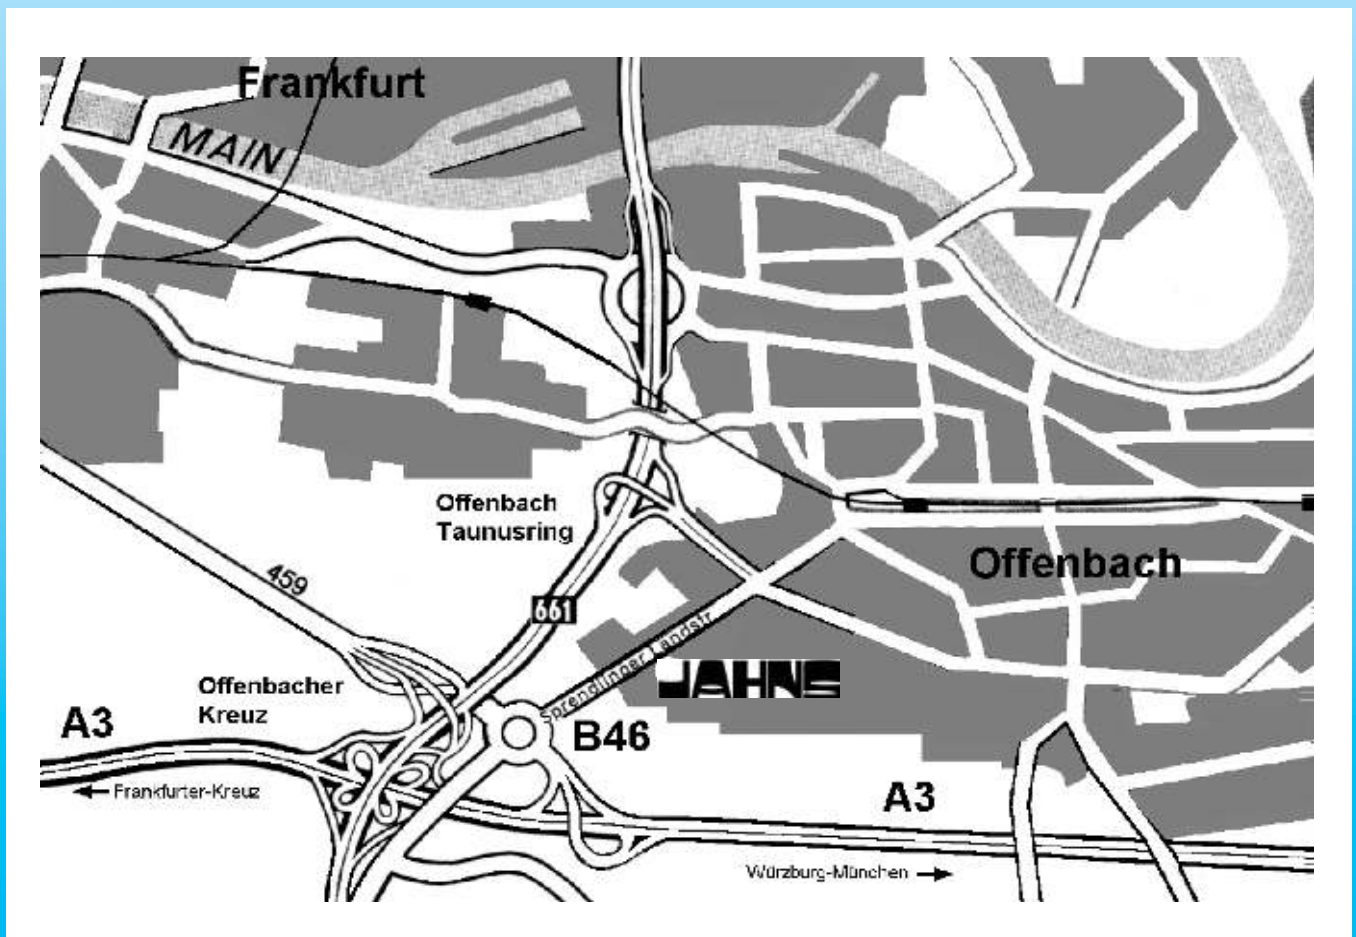 Frankfurt
MAIN
Offenbach
Taunusring
Offenbach
459
661
Sprendlinger Landstr.
JAHNS
Offenbacher
Kreuz
A3
B46
Frankfurter-Kreuz
A3
Würzburg-München